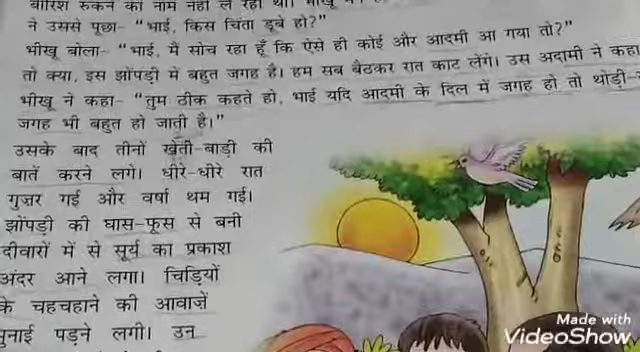 बारिश रुकने का नाम नहीं ले रही थी।
ने उससे पूछा- “भाई, किस चिंता डूबे हो?”
भीखू बोला- “भाई, मैं सोच रहा हूँ कि ऐसे ही कोई और आदमी आ गया तो?”
तो क्या, इस झोंपड़ी में बहुत जगह है। हम सब बैठकर रात काट लेंगे। उस अदामी ने कहा
भीखू ने कहा- “तुम ठीक कहते हो, भाई यदि आदमी के दिल में जगह हो तो थोड़ी-
जगह भी बहुत हो जाती है।”
उसके बाद तीनों खेती-बाड़ी की
बातें करने लगे। धीरे-धीरे रात
गुज़र गई और वर्षा थम गई।
झोंपड़ी की घास-फूस से बनी
दीवारों में से सूर्य का प्रकाश
अंदर आने लगा। चिड़ियों
के चहचहाने की आवाज़ें
सुनाई पड़ने लगी। उन
Made with
VideoShow